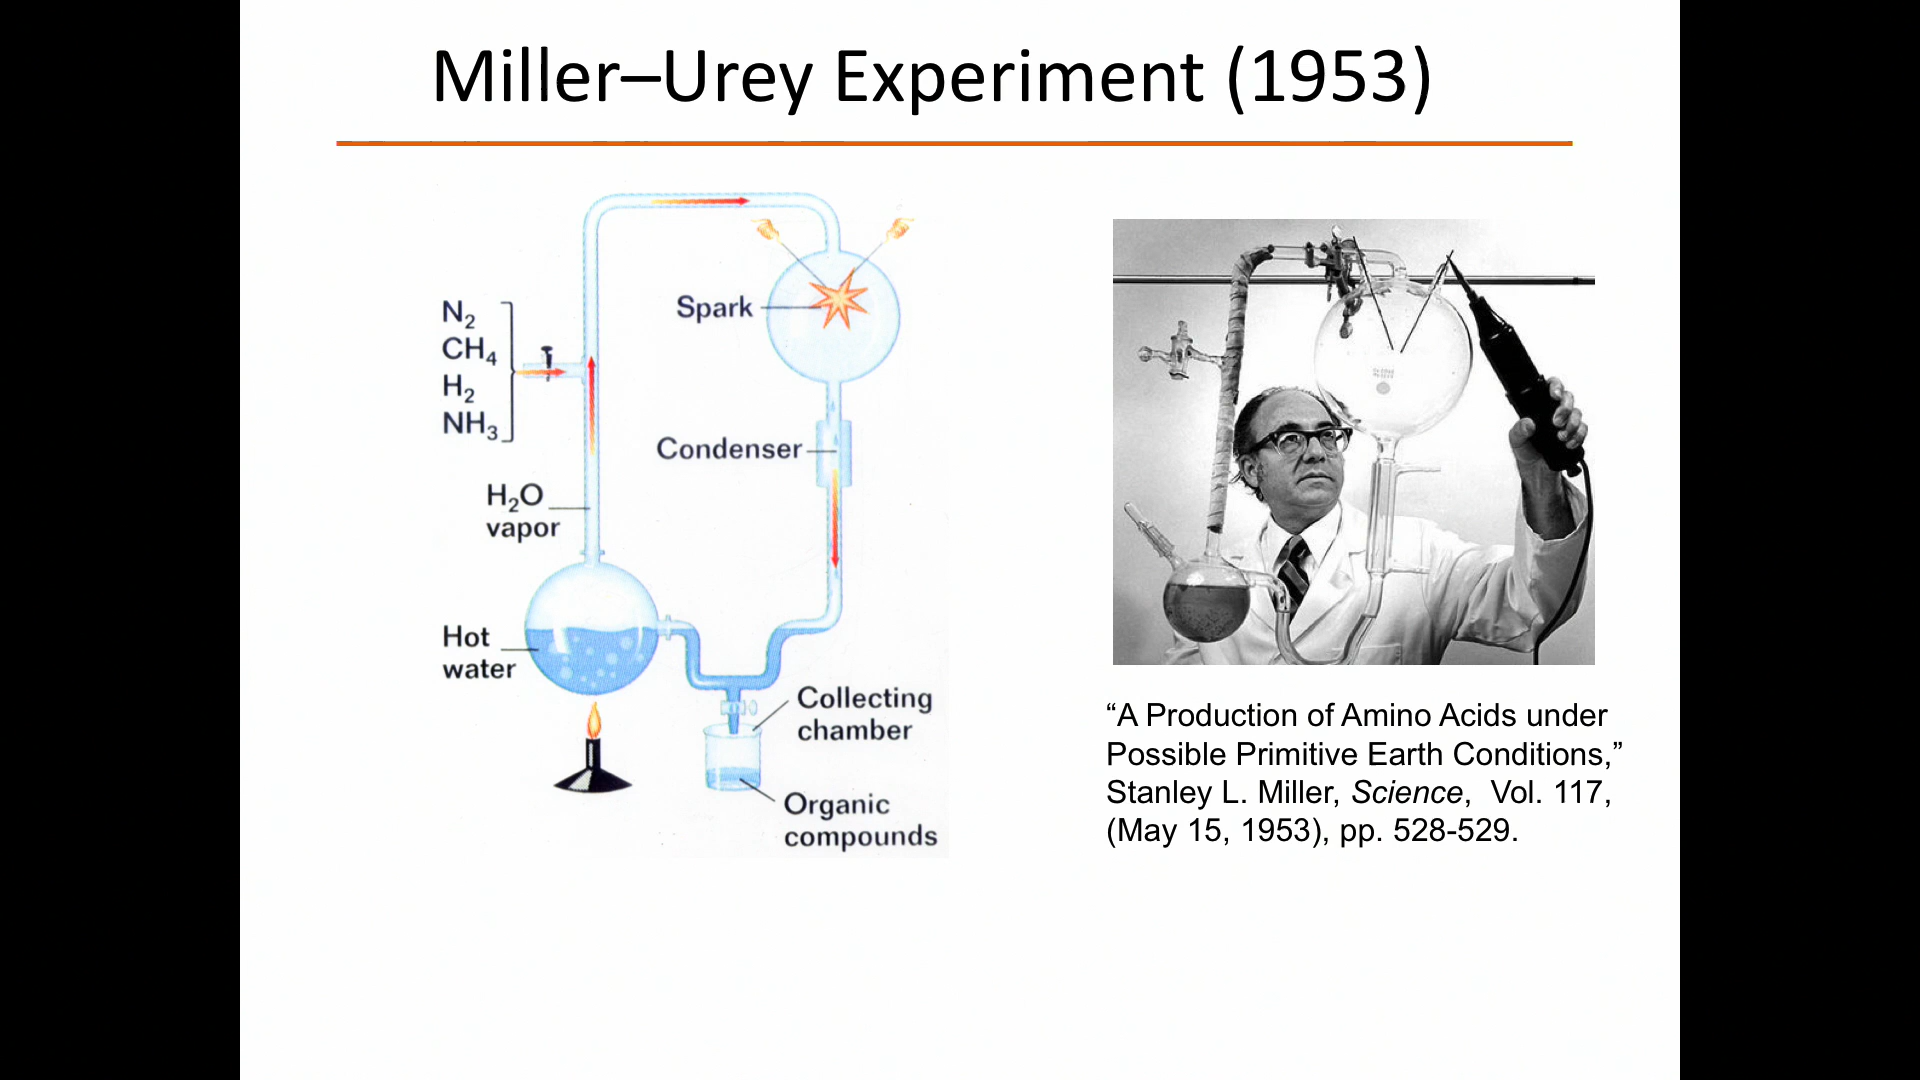 Miller–Urey Experiment (1953)
N₂
CH₄
H₂
NH₃
H₂O
vapor
Hot
water
Spark
Condenser
Collecting
chamber
Organic
compounds
“A Production of Amino Acids under
Possible Primitive Earth Conditions,”
Stanley L. Miller, Science, Vol. 117,
(May 15, 1953), pp. 528-529.